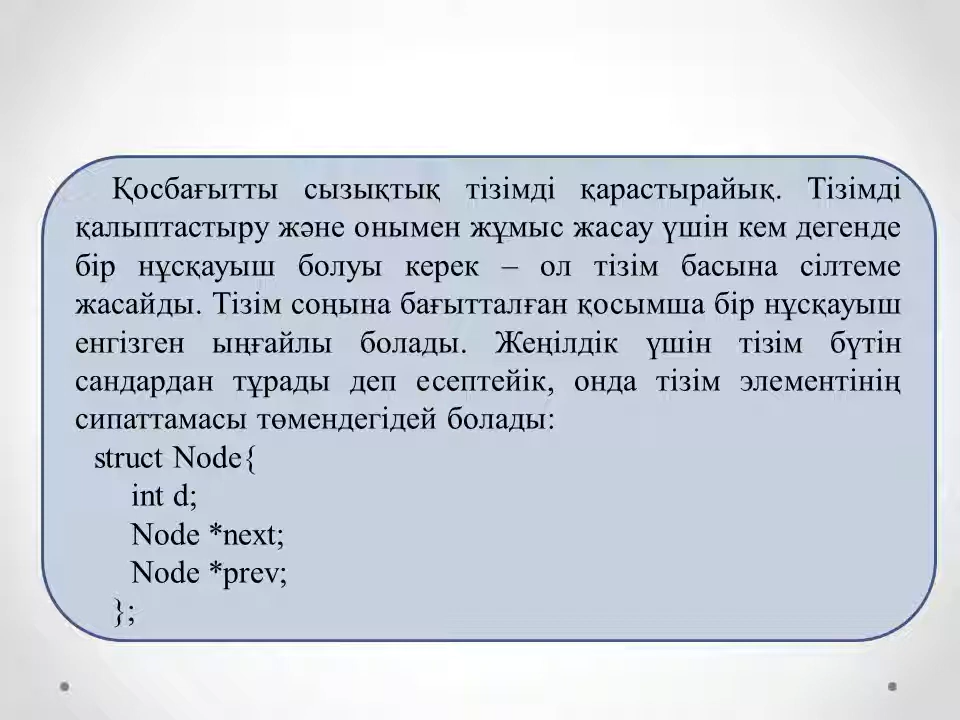 Қосбағытты сызықтық тізімді қарастырайық. Тізімді
қалыптастыру және онымен жұмыс жасау үшін кем дегенде
бір нұсқауыш болуы керек – ол тізім басына сілтеме
жасайды. Тізім соңына бағытталған қосымша бір нұсқауыш
енгізген ыңғайлы болады. Жеңілдік үшін тізім бүтін
сандардан тұрады деп есептейік, онда тізім элементінің
сипаттамасы төмендегідей болады:
struct Node{
int d;
Node *next;
Node *prev;
};